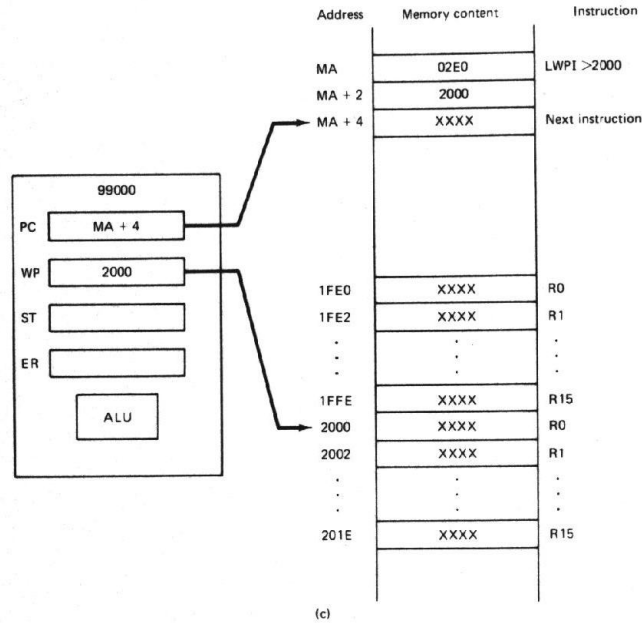 Address Memory content Instruction
MA 02E0 LWPI >2000
MA + 2 2000
MA + 4 XXXX Next instruction
99000
PC MA + 4
WP 2000
ST
ER
ALU
1FE0 XXXX R0
1FE2 XXXX R1
. . .
. . .
. . .
1FFE XXXX R15
2000 XXXX R0
2002 XXXX R1
. . .
. . .
. . .
201E XXXX R15
(c)